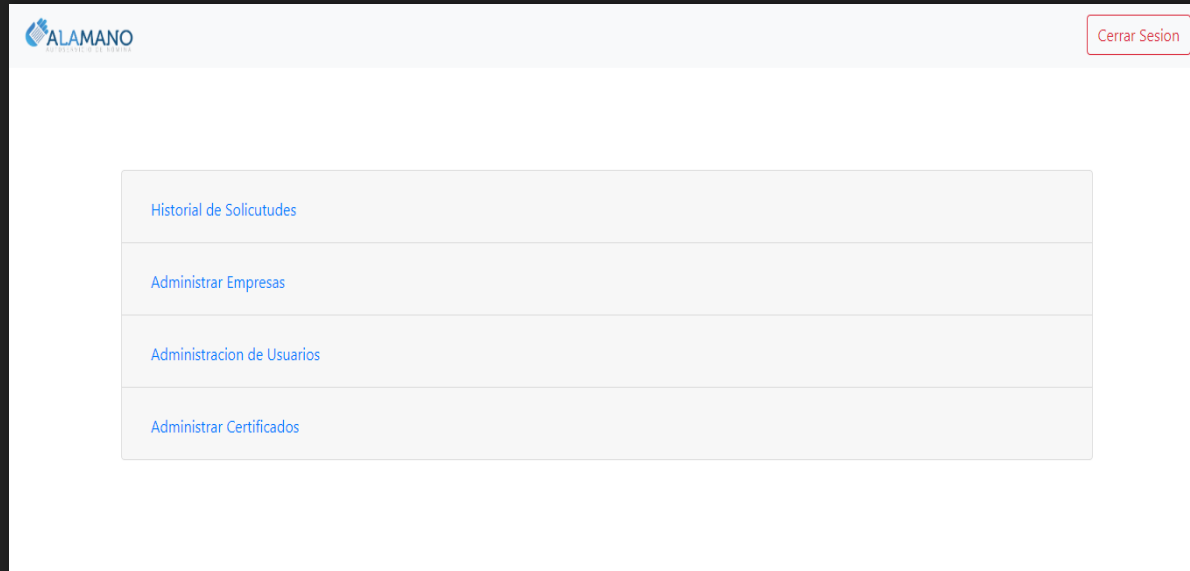 ALAMANO
Cerrar Sesion
Historial de Solicutudes
Administrar Empresas
Administracion de Usuarios
Administrar Certificados